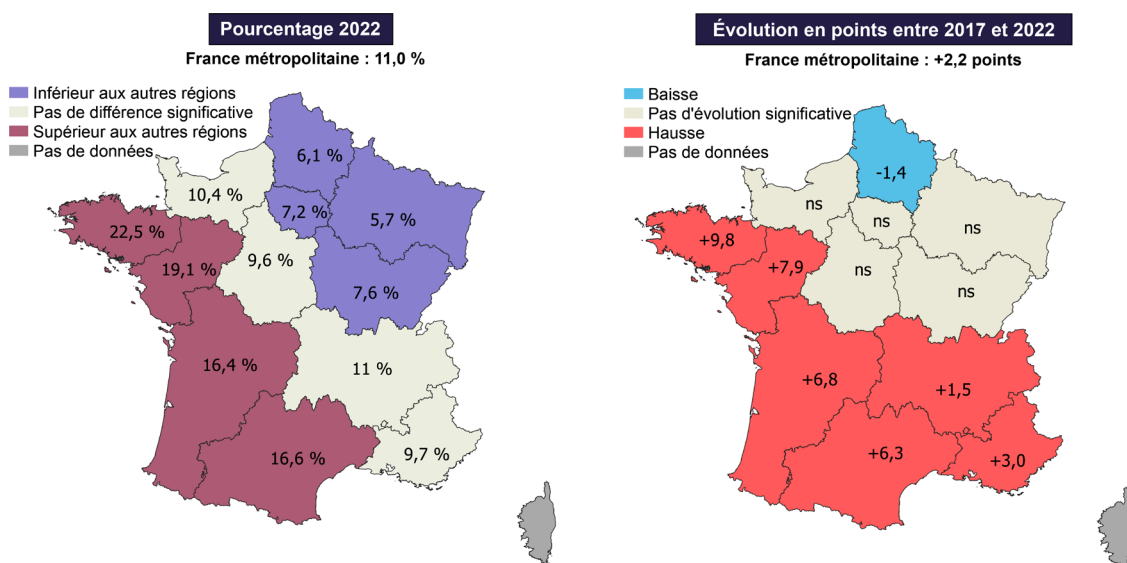 Pourcentage 2022
France métropolitaine : 11,0 %
Inférieur aux autres régions
Pas de différence significative
Supérieur aux autres régions
Pas de données
6,1 %
10,4 %
7,2 %
5,7 %
22,5 %
19,1 %
9,6 %
7,6 %
16,4 %
11 %
16,6 %
9,7 %
Évolution en points entre 2017 et 2022
France métropolitaine : +2,2 points
Baisse
Pas d'évolution significative
Hausse
Pas de données
-1,4
ns
ns
ns
+9,8
+7,9
ns
ns
+6,8
+1,5
+6,3
+3,0